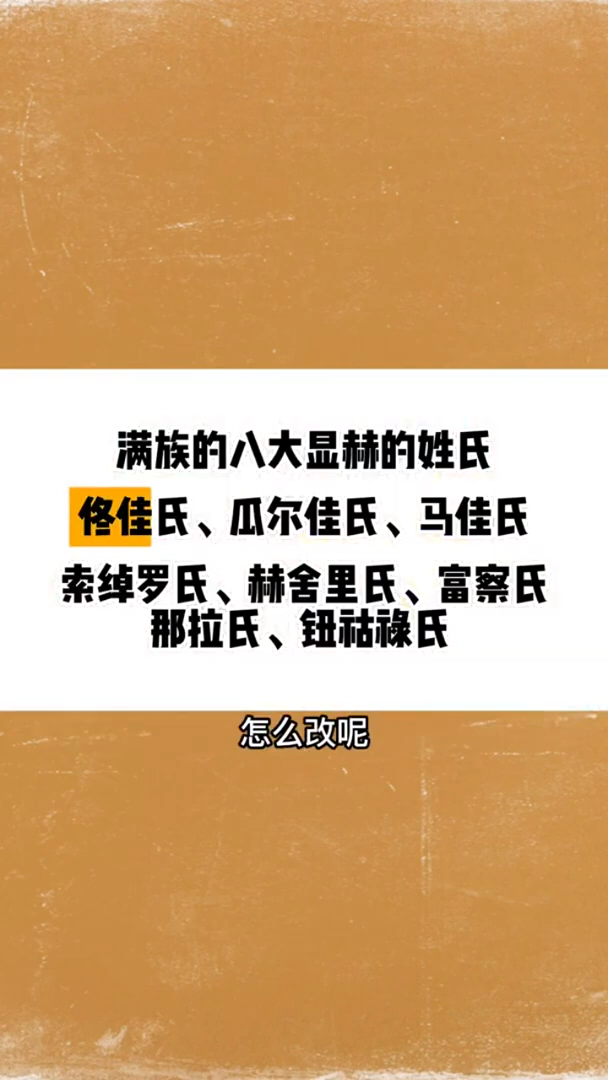 满族的八大显赫的姓氏
佟佳氏、瓜尔佳氏、马佳氏
索绰罗氏、赫舍里氏、富察氏
那拉氏、钮祜禄氏
怎么改呢